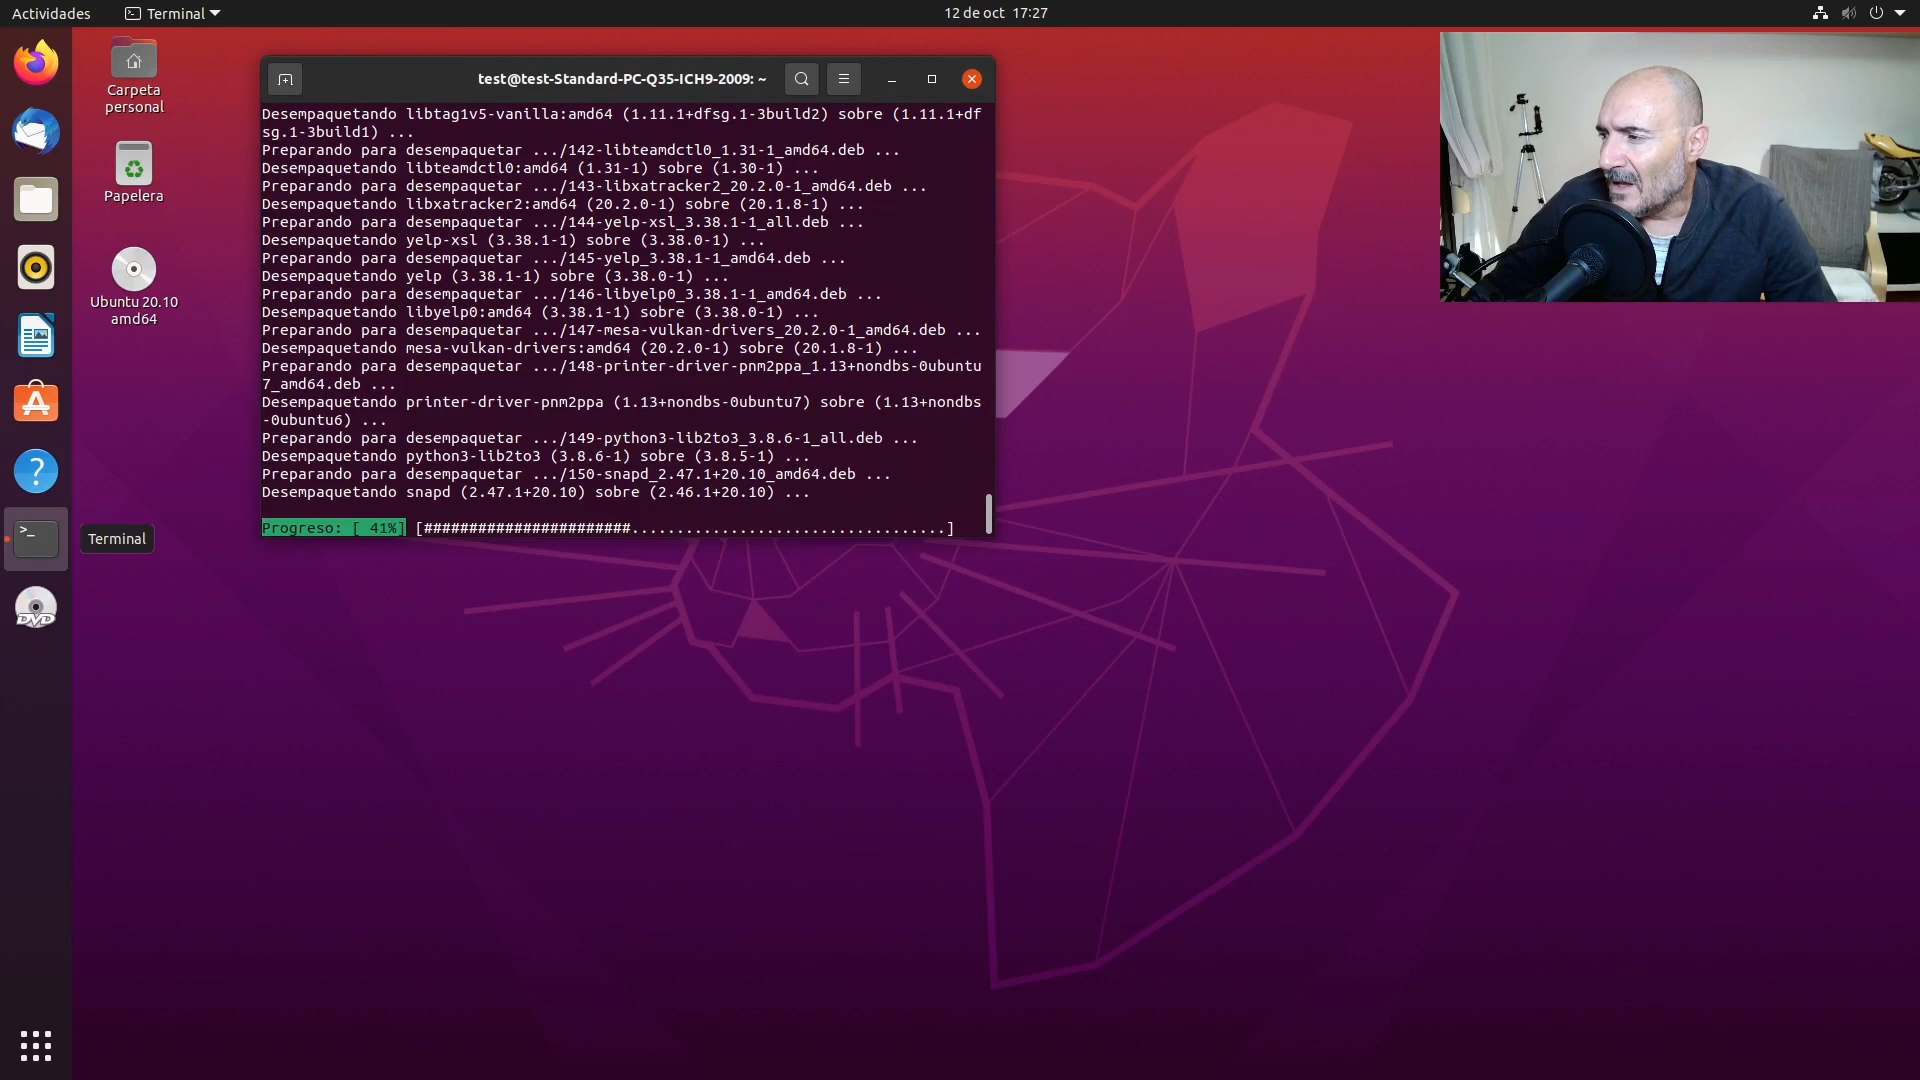 Actividades
Terminal
12 de oct 17:27
Carpeta
personal
Papelera
Ubuntu 20.10
amd64
test@test-Standard-PC-Q35-ICH9-2009: ~
Desempaquetando libtag1v5-vanilla:amd64 (1.11.1+dfsg.1-3build2) sobre (1.11.1+df
sg.1-3build1) ...
Preparando para desempaquetar .../142-libteamdctl0_1.31-1_amd64.deb ...
Desempaquetando libteamdctl0:amd64 (1.31-1) sobre (1.30-1) ...
Preparando para desempaquetar .../143-libxatracker2_20.2.0-1_amd64.deb ...
Desempaquetando libxatracker2:amd64 (20.2.0-1) sobre (20.1.8-1) ...
Preparando para desempaquetar .../144-yelp-xsl_3.38.1-1_all.deb ...
Desempaquetando yelp-xsl (3.38.1-1) sobre (3.38.0-1) ...
Preparando para desempaquetar .../145-yelp_3.38.1-1_amd64.deb ...
Desempaquetando yelp (3.38.1-1) sobre (3.38.0-1) ...
Preparando para desempaquetar .../146-libyelp0_3.38.1-1_amd64.deb ...
Desempaquetando libyelp0:amd64 (3.38.1-1) sobre (3.38.0-1) ...
Preparando para desempaquetar .../147-mesa-vulkan-drivers_20.2.0-1_amd64.deb ...
Desempaquetando mesa-vulkan-drivers:amd64 (20.2.0-1) sobre (20.1.8-1) ...
Preparando para desempaquetar .../148-printer-driver-pnm2ppa_1.13+nondbs-0ubuntu
7_amd64.deb ...
Desempaquetando printer-driver-pnm2ppa (1.13+nondbs-0ubuntu7) sobre (1.13+nondbs
-0ubuntu6) ...
Preparando para desempaquetar .../149-python3-lib2to3_3.8.6-1_all.deb ...
Desempaquetando python3-lib2to3 (3.8.6-1) sobre (3.8.5-1) ...
Preparando para desempaquetar .../150-snapd_2.47.1+20.10_amd64.deb ...
Desempaquetando snapd (2.47.1+20.10) sobre (2.46.1+20.10) ...
Progreso: [ 41%] [#######################...................................]
Terminal
DVD